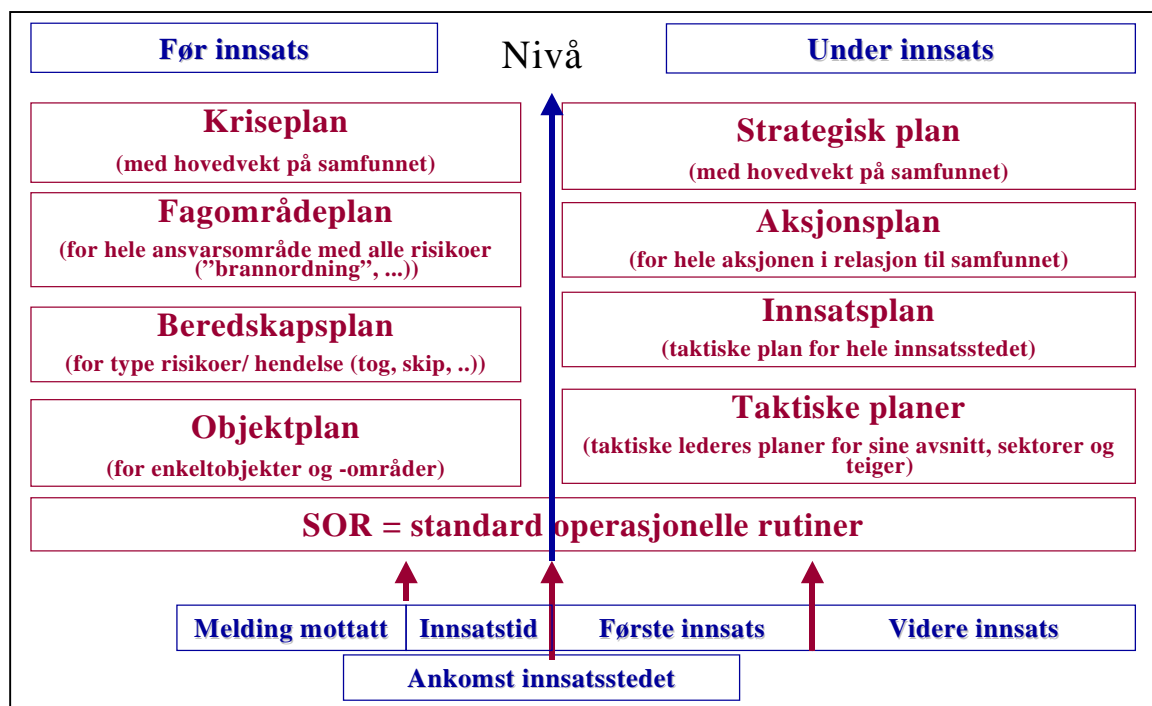 Før innsats
Nivå
Under innsats
Kriseplan
(med hovedvekt på samfunnet)
Fagområdeplan
(for hele ansvarsområde med alle risikoer
(”brannordning”, ...))
Beredskapsplan
(for type risikoer/ hendelse (tog, skip, ..))
Objektplan
(for enkeltobjekter og -områder)
Strategisk plan
(med hovedvekt på samfunnet)
Aksjonsplan
(for hele aksjonen i relasjon til samfunnet)
Innsatsplan
(taktiske plan for hele innsatsstedet)
Taktiske planer
(taktiske lederes planer for sine avsnitt, sektorer og
teiger)
SOR = standard operasjonelle rutiner
Melding mottatt
Innsatstid
Første innsats
Videre innsats
Ankomst innsatsstedet